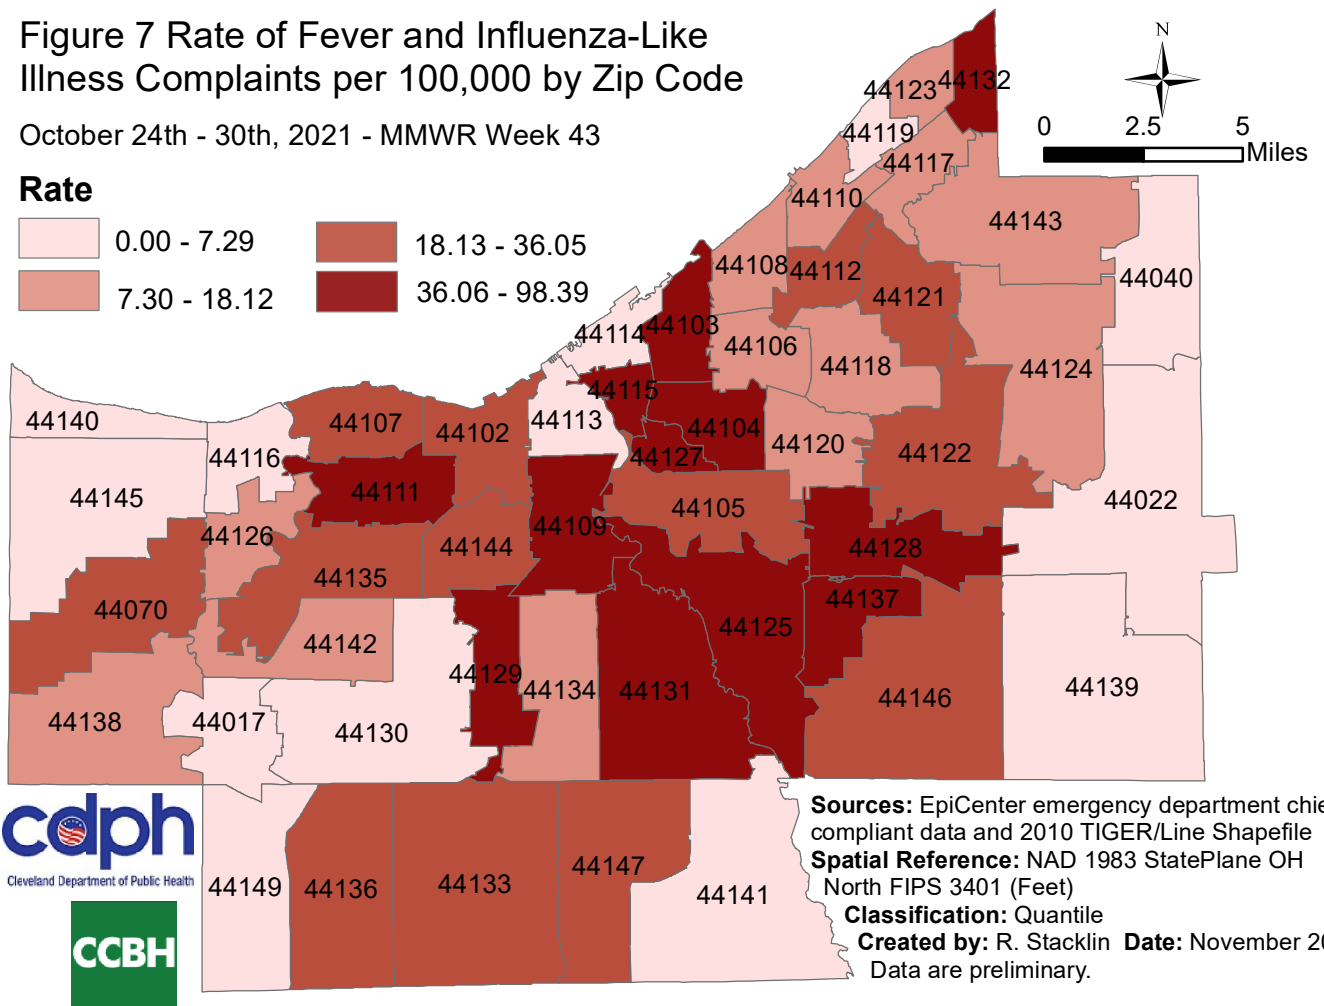 Figure 7 Rate of Fever and Influenza-Like
Illness Complaints per 100,000 by Zip Code
October 24th - 30th, 2021 - MMWR Week 43
Rate
0.00 - 7.29
18.13 - 36.05
7.30 - 18.12
36.06 - 98.39
N
0 2.5 5
Miles
44132
44123
44119
44117
44110
44143
44108
44112
44040
44121
44114
44103
44106
44118
44124
44115
44140
44107
44102
44113
44104
44120
44116
44127
44122
44145
44111
44022
44105
44126
44109
44144
44128
44135
44070
44137
44125
44142
44129
44134
44131
44139
44146
44138
44017
44130
44147
44149
44136
44133
44141
cdph
Cleveland Department of Public Health
CCBH
Sources: EpiCenter emergency department chie
compliant data and 2010 TIGER/Line Shapefile
Spatial Reference: NAD 1983 StatePlane OH
North FIPS 3401 (Feet)
Classification: Quantile
Created by: R. Stacklin Date: November 20
Data are preliminary.